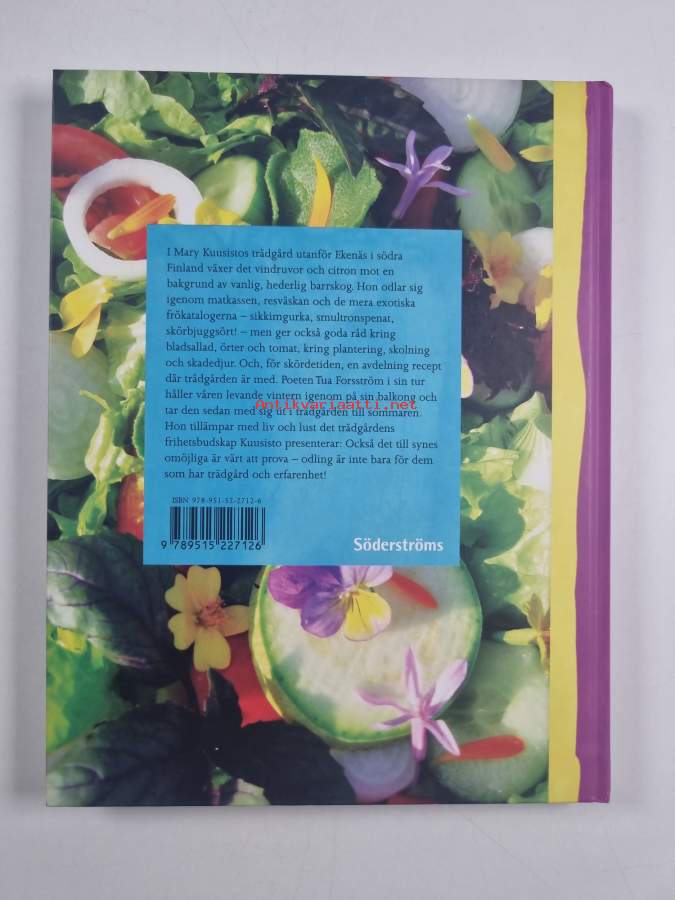 I Mary Kuusistos trädgård utanför Ekenäs i södra
Finland växer det vindruvor och citron mot en
bakgrund av vanlig, hederlig barrskog. Hon odlar sig
igenom matkassen, resväskan och de mera exotiska
frökatalogerna – sikkimgurka, smultronspenat,
skörbjuggsört! – men ger också goda råd kring
bladsallad, örter och tomat, kring plantering, skolning
och skadedjur. Och, för skördetiden, en avdelning recept
där trädgården är med. Poeten Tua Forsström i sin tur
håller våren levande vintern igenom på sin balkong och
Antikvariaatti.net
tar den sedan med sig ut i trädgården till sommaren.
Hon tillämpar med liv och lust det trädgårdens
frihetsbudskap Kuusisto presenterar: Också det till synes
omöjliga är värt att prova – odling är inte bara för dem
som har trädgård och erfarenhet!
ISBN 978-951-52-2712-6
9 789515 227126
Söderströms